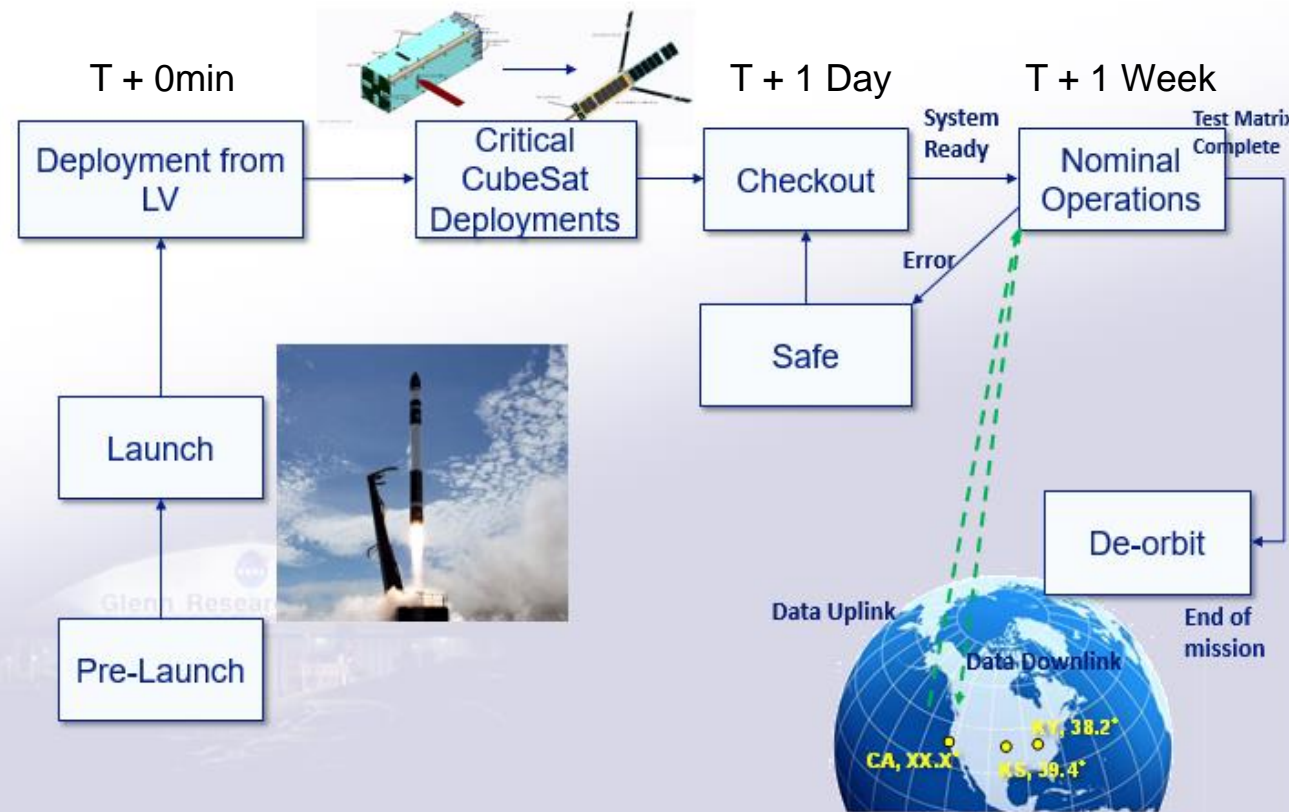 T + 0min
T + 1 Day
T + 1 Week
Deployment from
LV
Critical
CubeSat
Deployments
Checkout
System
Ready
Nominal
Operations
Test Matrix
Complete
Error
Safe
Launch
Pre-Launch
Glenn Resear
De-orbit
End of
mission
Data Uplink
Data Downlink
CA, XX.X°
KS, 39.4°
KY, 38.2°